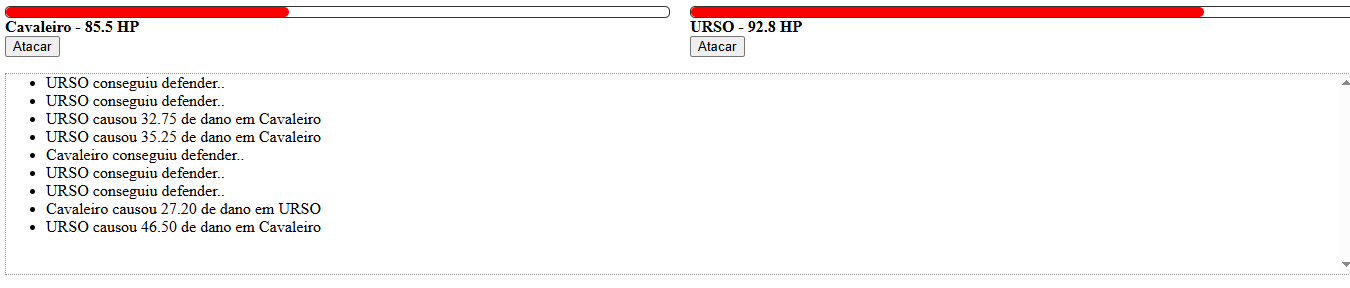 Cavaleiro - 85.5 HP
Atacar
URSO - 92.8 HP
Atacar
URSO conseguiu defender..
URSO conseguiu defender..
URSO causou 32.75 de dano em Cavaleiro
URSO causou 35.25 de dano em Cavaleiro
Cavaleiro conseguiu defender..
URSO conseguiu defender..
URSO conseguiu defender..
Cavaleiro causou 27.20 de dano em URSO
URSO causou 46.50 de dano em Cavaleiro